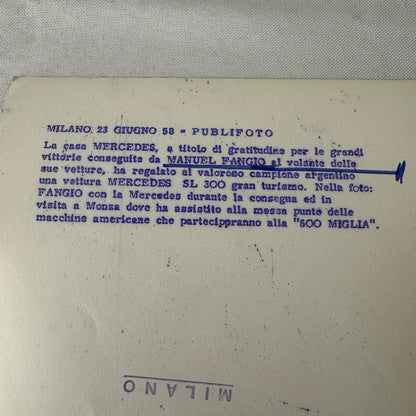 MILANO, 23 GIUGNO 58 - PUBLIFOTO
La casa MERCEDES, a titolo di gratitudine per le grandi
vittorie conseguite da MANUEL FANGIO al volante delle
sue vetture, ha regalato al valoroso campione argentino
una vettura MERCEDES SL 300 gran turismo. Nella foto:
FANGIO con la Mercedes durante la consegna ed in
visita a Monza dove ha assistito alla messa punto delle
macchine americane che partecippranno alla "500 MIGLIA".
MILANO